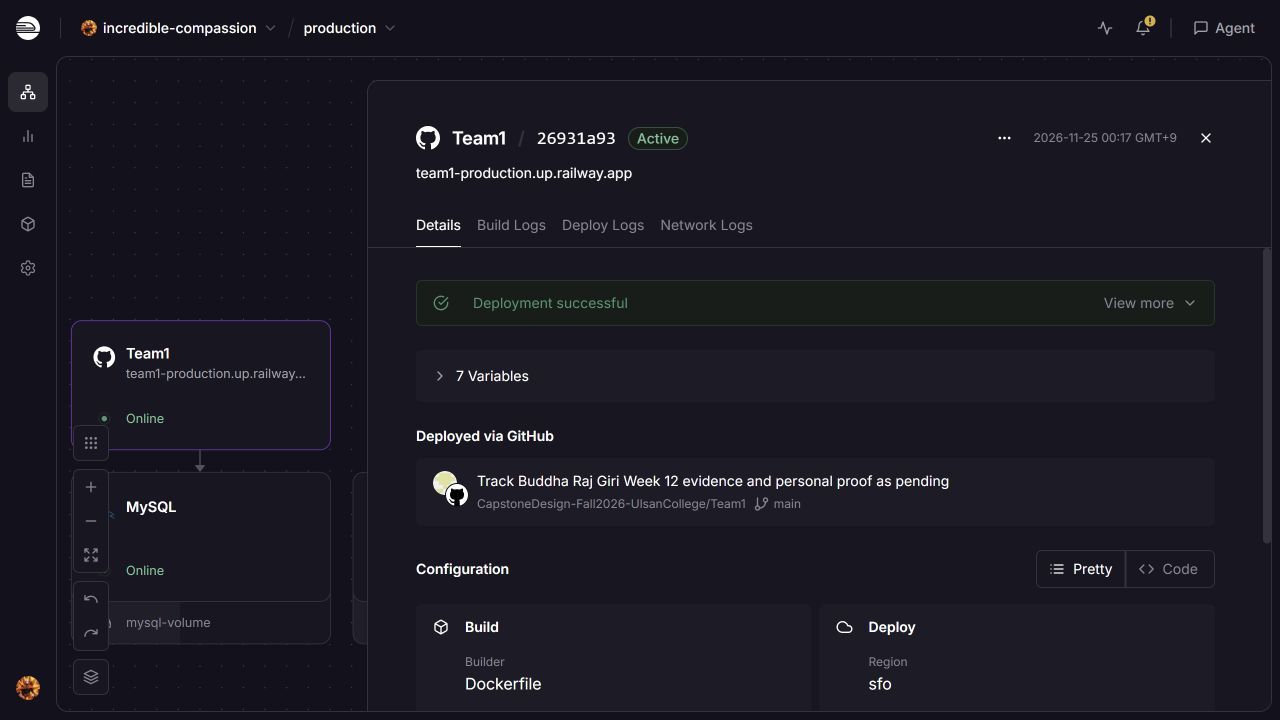 incredible-compassion / production
Agent
Team1 / 26931a93 Active
2026-11-25 00:17 GMT+9
team1-production.up.railway.app
Details Build Logs Deploy Logs Network Logs
Deployment successful
View more
7 Variables
Deployed via GitHub
Track Buddha Raj Giri Week 12 evidence and personal proof as pending
CapstoneDesign-Fall2026-UlsanCollege/Team1 main
Configuration
Pretty Code
Build
Builder
Dockerfile
Deploy
Region
sfo
Team1
team1-production.up.railway...
Online
MySQL
Online
mysql-volume